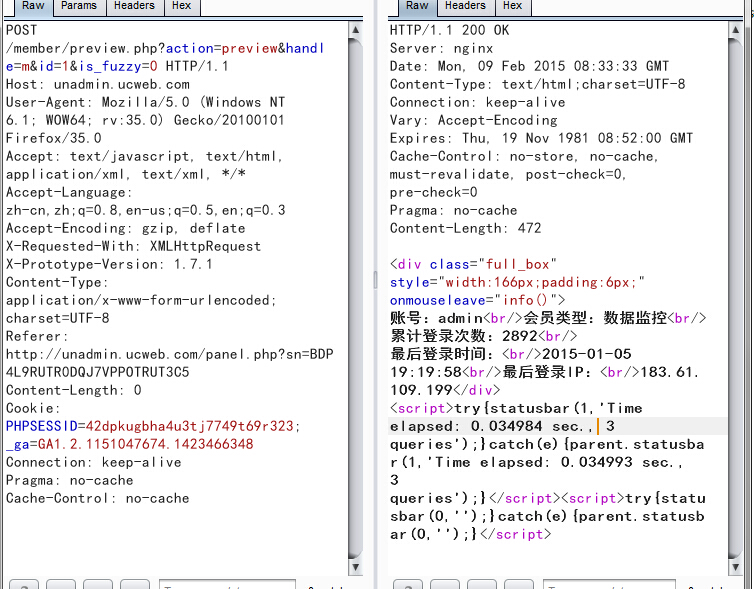 Raw Params Headers Hex
POST
/member/preview.php?action=preview&handl
e=m&id=1&is_fuzzy=0 HTTP/1.1
Host: unadmin.ucweb.com
User-Agent: Mozilla/5.0 (Windows NT
6.1; WOW64; rv:35.0) Gecko/20100101
Firefox/35.0
Accept: text/javascript, text/html,
application/xml, text/xml, */*
Accept-Language:
zh-cn,zh;q=0.8,en-us;q=0.5,en;q=0.3
Accept-Encoding: gzip, deflate
X-Requested-With: XMLHttpRequest
X-Prototype-Version: 1.7.1
Content-Type:
application/x-www-form-urlencoded;
charset=UTF-8
Referer:
http://unadmin.ucweb.com/panel.php?sn=BDP
4L9RUTRODQJ7VPPOTRUT3C5
Content-Length: 0
Cookie:
PHPSESSID=42dpkugbha4u3tj7749t69r323;
_ga=GA1.2.1151047674.1423466348
Connection: keep-alive
Pragma: no-cache
Cache-Control: no-cache
Raw Headers Hex
HTTP/1.1 200 OK
Server: nginx
Date: Mon, 09 Feb 2015 08:33:33 GMT
Content-Type: text/html;charset=UTF-8
Connection: keep-alive
Vary: Accept-Encoding
Expires: Thu, 19 Nov 1981 08:52:00 GMT
Cache-Control: no-store, no-cache,
must-revalidate, post-check=0,
pre-check=0
Pragma: no-cache
Content-Length: 472
<div class="full_box"
style="width:166px;padding:6px;"
onmouseleave="info()">
账号: admin<br/>会员类型: 数据监控<br/>
累计登录次数: 2892<br/>
最后登录时间: <br/>2015-01-05
19:19:58<br/>最后登录IP: <br/>183.61.
109.199</div>
<script>try{statusbar(1,'Time
elapsed: 0.034984 sec., 3
queries');}catch(e){parent.statusba
r(1,'Time elapsed: 0.034993 sec.,
3
queries');}</script><script>try{statu
sbar(0,'');}catch(e){parent.statusb
ar(0,'');}</script>